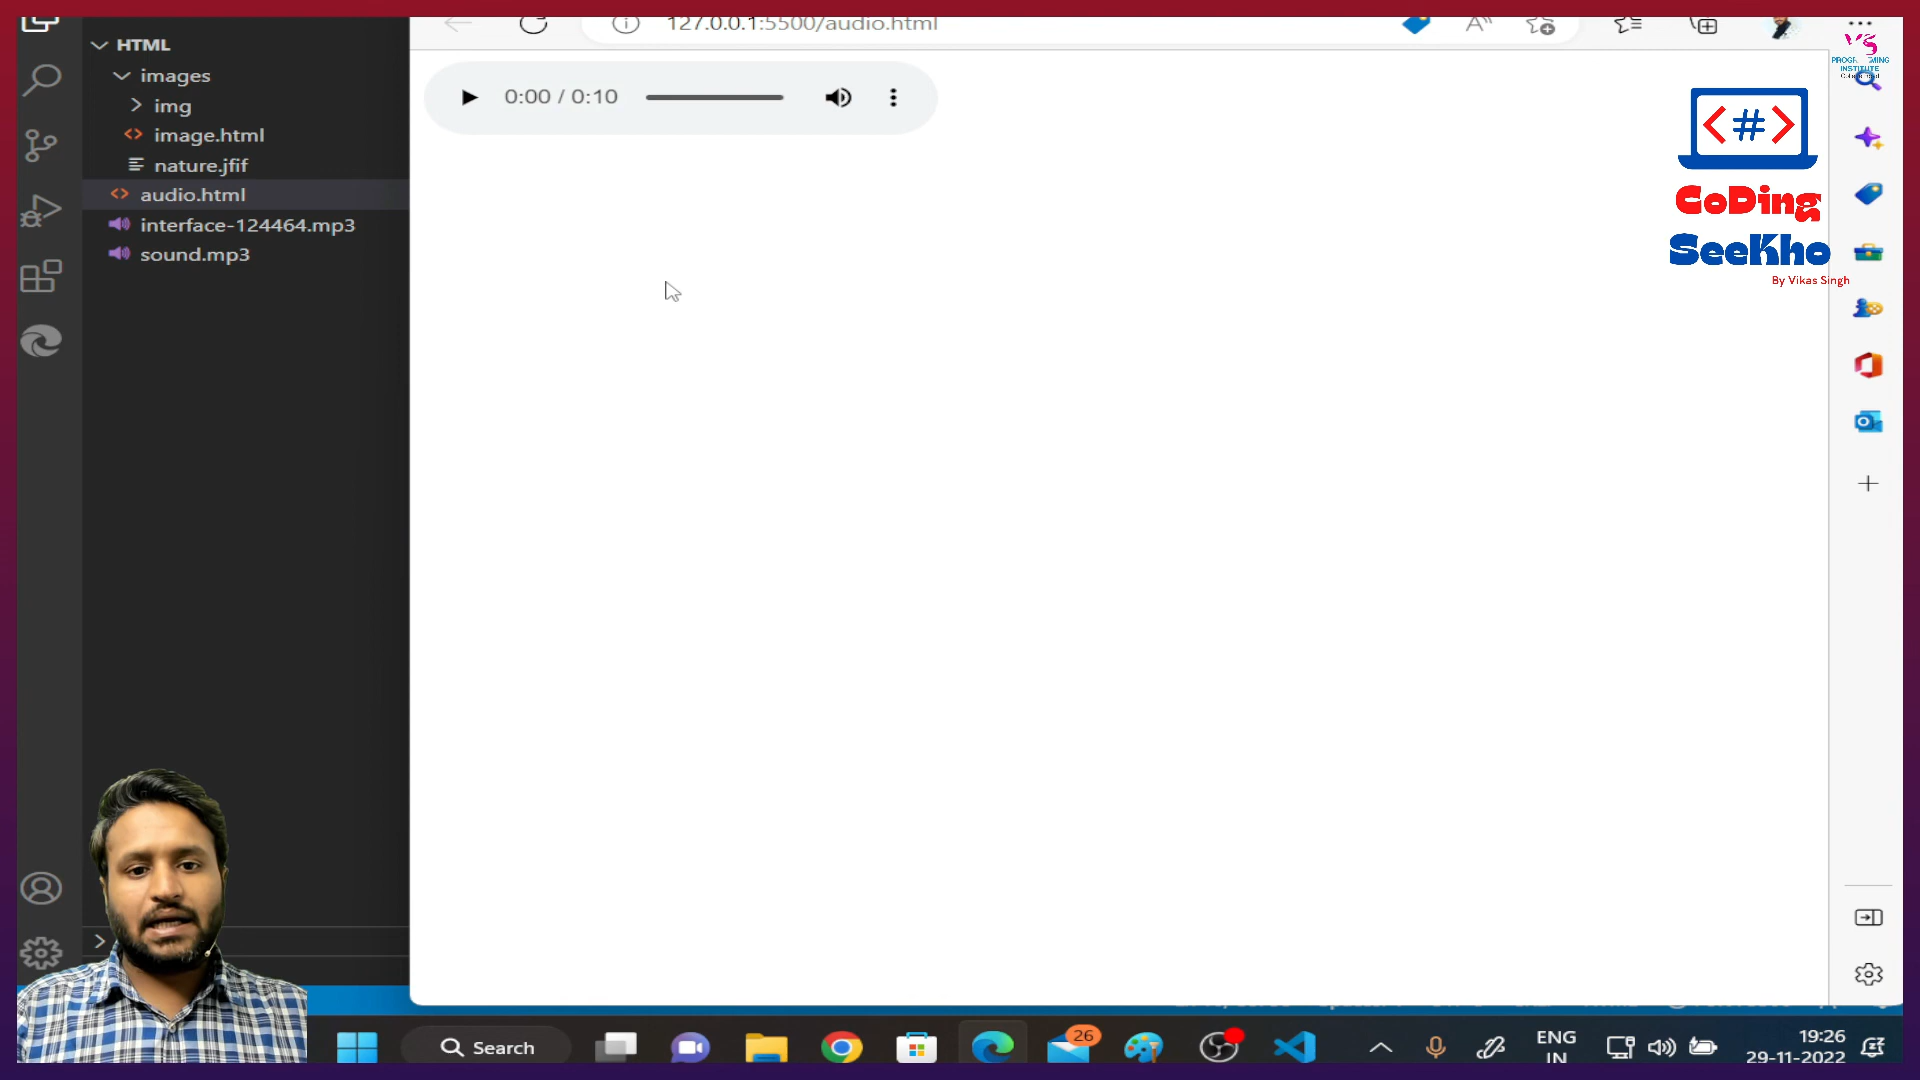 HTML
images
img
image.html
nature.jfif
audio.html
interface-124464.mp3
sound.mp3
127.0.0.1:5500/audio.html
0:00 / 0:10
VS
INSTITUTE
<#>
CoDing
SeeKho
By Vikas Singh
Search
26
ENG
IN
19:26
29-11-2022